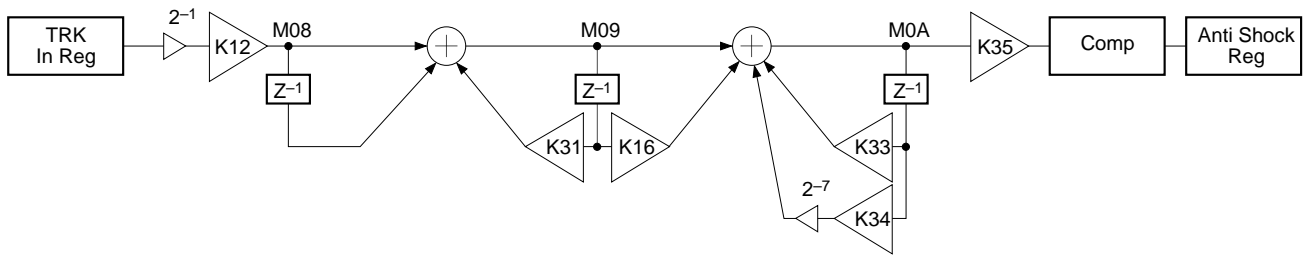 TRK
In Reg
2–1
K12
M08
Z–1
M09
Z–1
K31
K16
M0A
Z–1
K33
2–7
K34
K35
Comp
Anti Shock
Reg